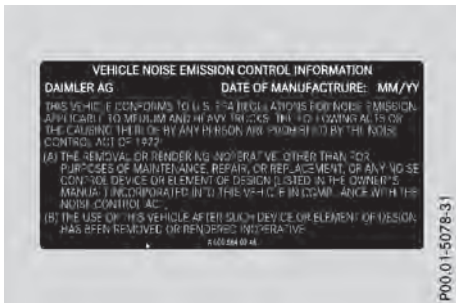 VEHICLE NOISE EMISSION CONTROL INFORMATION
DAIMLER AG DATE OF MANUFACTRURE: MM/YY
THIS VEHICLE CONFORMS TO U.S. EPA REGULATIONS FOR NOISE EMISSION
APPLICABLE TO MEDIUM AND HEAVY TRUCKS. THE FOLLOWING ACTS OR
THE CAUSING THEREOF BY ANY PERSON ARE PROHIBITED BY THE NOISE
CONTROL ACT OF 1972:
(A) THE REMOVAL OR RENDERING INOPERATIVE, OTHER THAN FOR
PURPOSES OF MAINTENANCE, REPAIR, OR REPLACEMENT, OF ANY NOISE
CONTROL DEVICE OR ELEMENT OF DESIGN (LISTED IN THE OWNER'S
MANUAL) INCORPORATED INTO THIS VEHICLE IN COMPLIANCE WITH THE
NOISE CONTROL ACT,
(B) THE USE OF THIS VEHICLE AFTER SUCH DEVICE OR ELEMENT OF DESIGN
HAS BEEN REMOVED OR RENDERED INOPERATIVE
P00.01-5078-31